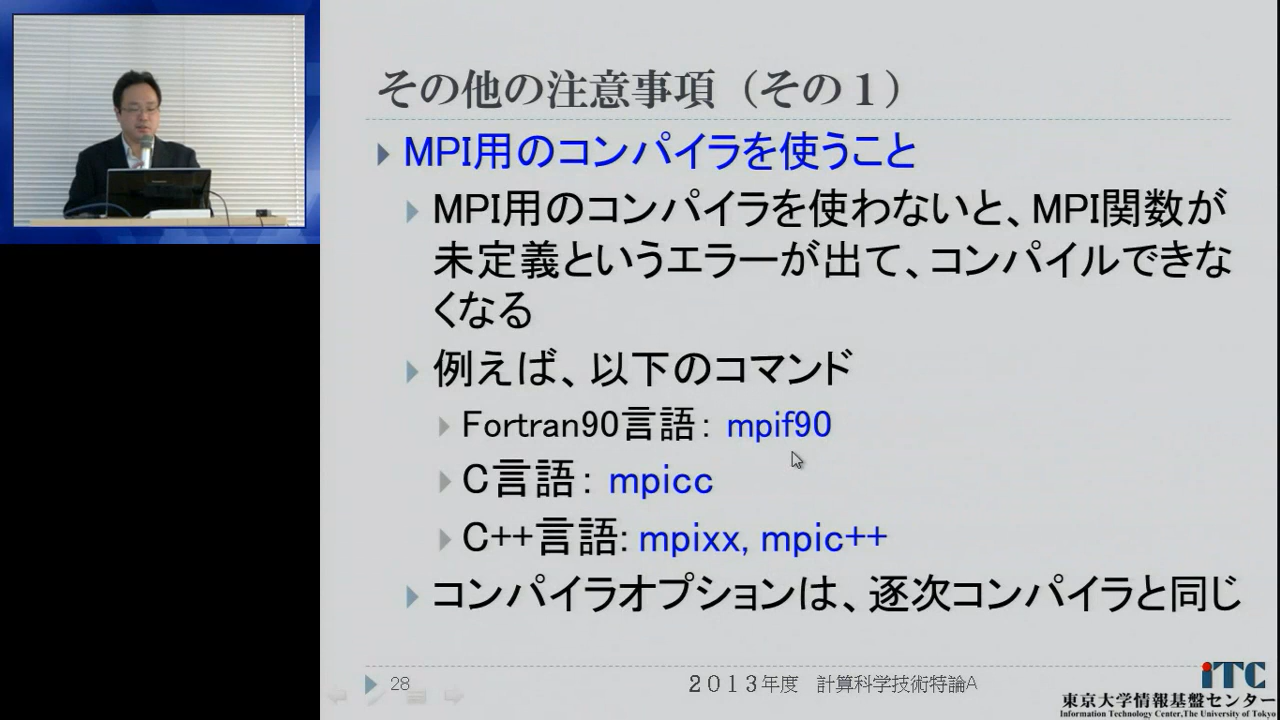 その他の注意事項（その１）
MPI用のコンパイラを使うこと
MPI用のコンパイラを使わないと、MPI関数が
未定義というエラーが出て、コンパイルできな
くなる
例えば、以下のコマンド
Fortran90言語： mpif90
C言語： mpicc
C++言語: mpixx, mpic++
コンパイラオプションは、逐次コンパイラと同じ
28
２０１３年度 計算科学技術特論A
iTC
東京大学情報基盤センター
Information Technology Center,The University of Tokyo